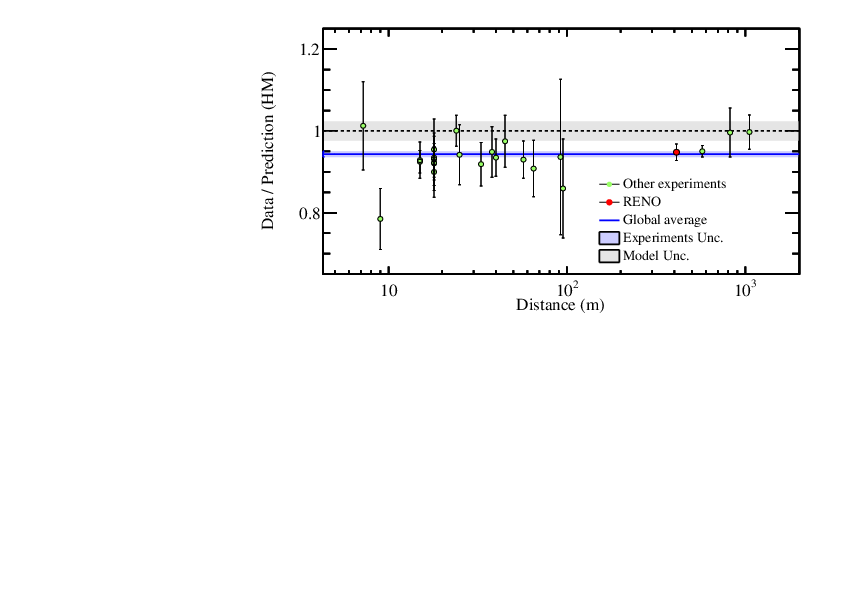 Data / Prediction (HM)
1.2
1
0.8
Other experiments
RENO
Global average
Experiments Unc.
Model Unc.
10
10²
10³
Distance (m)